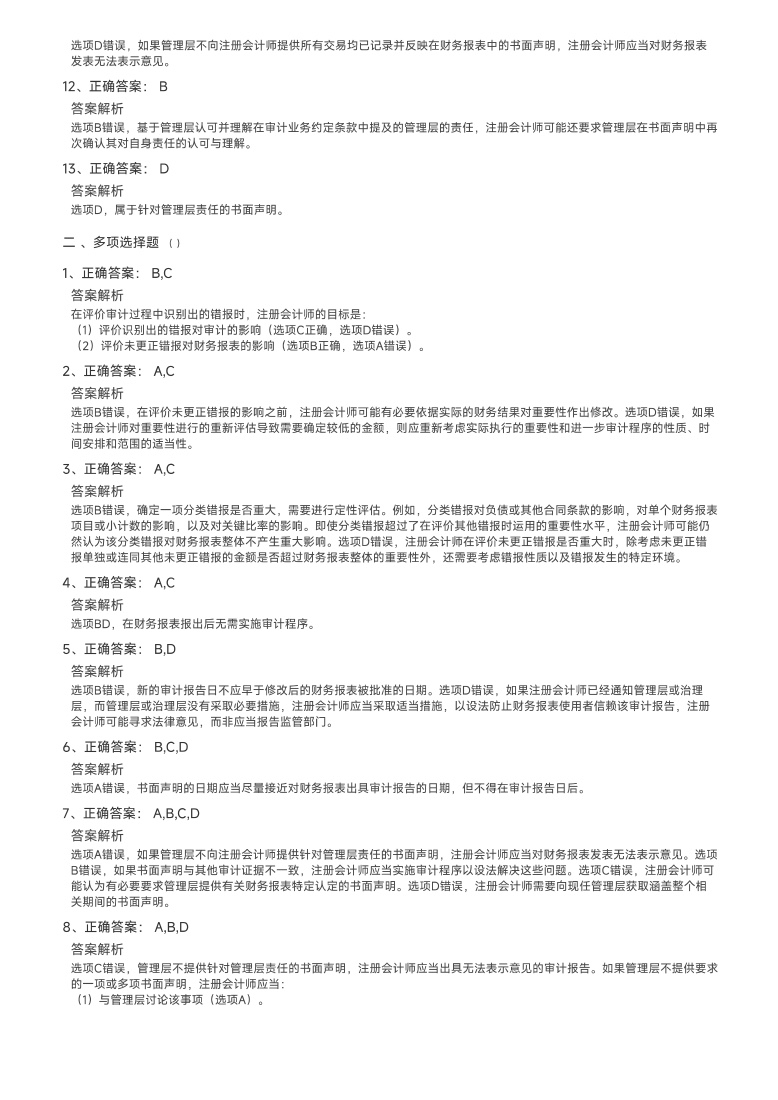 选项D错误，如果管理层不向注册会计师提供所有交易均已记录并反映在财务报表中的书面声明，注册会计师应当对财务报表
发表无法表示意见。
12、正确答案： B
答案解析
选项B错误，基于管理层认可并理解在审计业务约定条款中提及的管理层的责任，注册会计师可能还要求管理层在书面声明中再
次确认其对自身责任的认可与理解。
13、正确答案： D
答案解析
选项D，属于针对管理层责任的书面声明。
二 、多项选择题 （ ）
1、正确答案： B,C
答案解析
在评价审计过程中识别出的错报时，注册会计师的目标是：
（1）评价识别出的错报对审计的影响（选项C正确，选项D错误）。
（2）评价未更正错报对财务报表的影响（选项B正确，选项A错误）。
2、正确答案： A,C
答案解析
选项B错误，在评价未更正错报的影响之前，注册会计师可能有必要依据实际的财务结果对重要性作出修改。选项D错误，如果
注册会计师对重要性进行的重新评估导致需要确定较低的金额，则应重新考虑实际执行的重要性和进一步审计程序的性质、时
间安排和范围的适当性。
3、正确答案： A,C
答案解析
选项B错误，确定一项分类错报是否重大，需要进行定性评估。例如，分类错报对负债或其他合同条款的影响，对单个财务报表
项目或小计数的影响，以及对关键比率的影响。即使分类错报超过了在评价其他错报时运用的重要性水平，注册会计师可能仍
然认为该分类错报对财务报表整体不产生重大影响。选项D错误，注册会计师在评价未更正错报是否重大时，除考虑未更正错
报单独或连同其他未更正错报的金额是否超过财务报表整体的重要性外，还需要考虑错报性质以及错报发生的特定环境。
4、正确答案： A,C
答案解析
选项BD，在财务报表报出后无需实施审计程序。
5、正确答案： B,D
答案解析
选项B错误，新的审计报告日不应早于修改后的财务报表被批准的日期。选项D错误，如果注册会计师已经通知管理层或治理
层，而管理层或治理层没有采取必要措施，注册会计师应当采取适当措施，以设法防止财务报表使用者信赖该审计报告，注册
会计师可能寻求法律意见，而非应当报告监管部门。
6、正确答案： B,C,D
答案解析
选项A错误，书面声明的日期应当尽量接近对财务报表出具审计报告的日期，但不得在审计报告日后。
7、正确答案： A,B,C,D
答案解析
选项A错误，如果管理层不向注册会计师提供针对管理层责任的书面声明，注册会计师应当对财务报表发表无法表示意见。选项
B错误，如果书面声明与其他审计证据不一致，注册会计师应当实施审计程序以设法解决这些问题。选项C错误，注册会计师可
能认为有必要要求管理层提供有关财务报表特定认定的书面声明。选项D错误，注册会计师需要向现任管理层获取涵盖整个相
关期间的书面声明。
8、正确答案： A,B,D
答案解析
选项C错误，管理层不提供针对管理层责任的书面声明，注册会计师应当出具无法表示意见的审计报告。如果管理层不提供要求
的一项或多项书面声明，注册会计师应当：
（1）与管理层讨论该事项（选项A）。